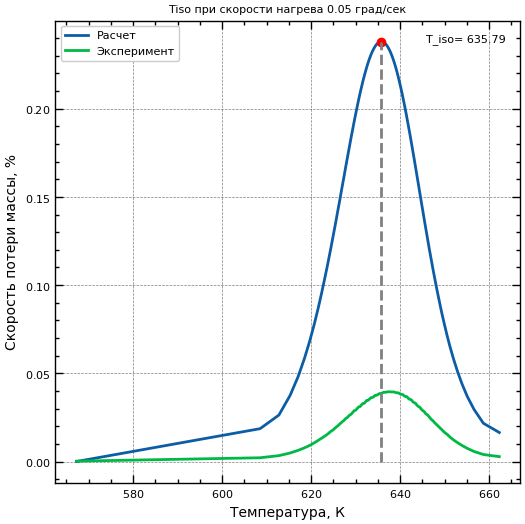 Tiso при скорости нагрева 0.05 град/сек
Расчет
Эксперимент
T_iso= 635.79
Скорость потери массы, %
0.20
0.15
0.10
0.05
0.00
580
600
620
640
660
Температура, К